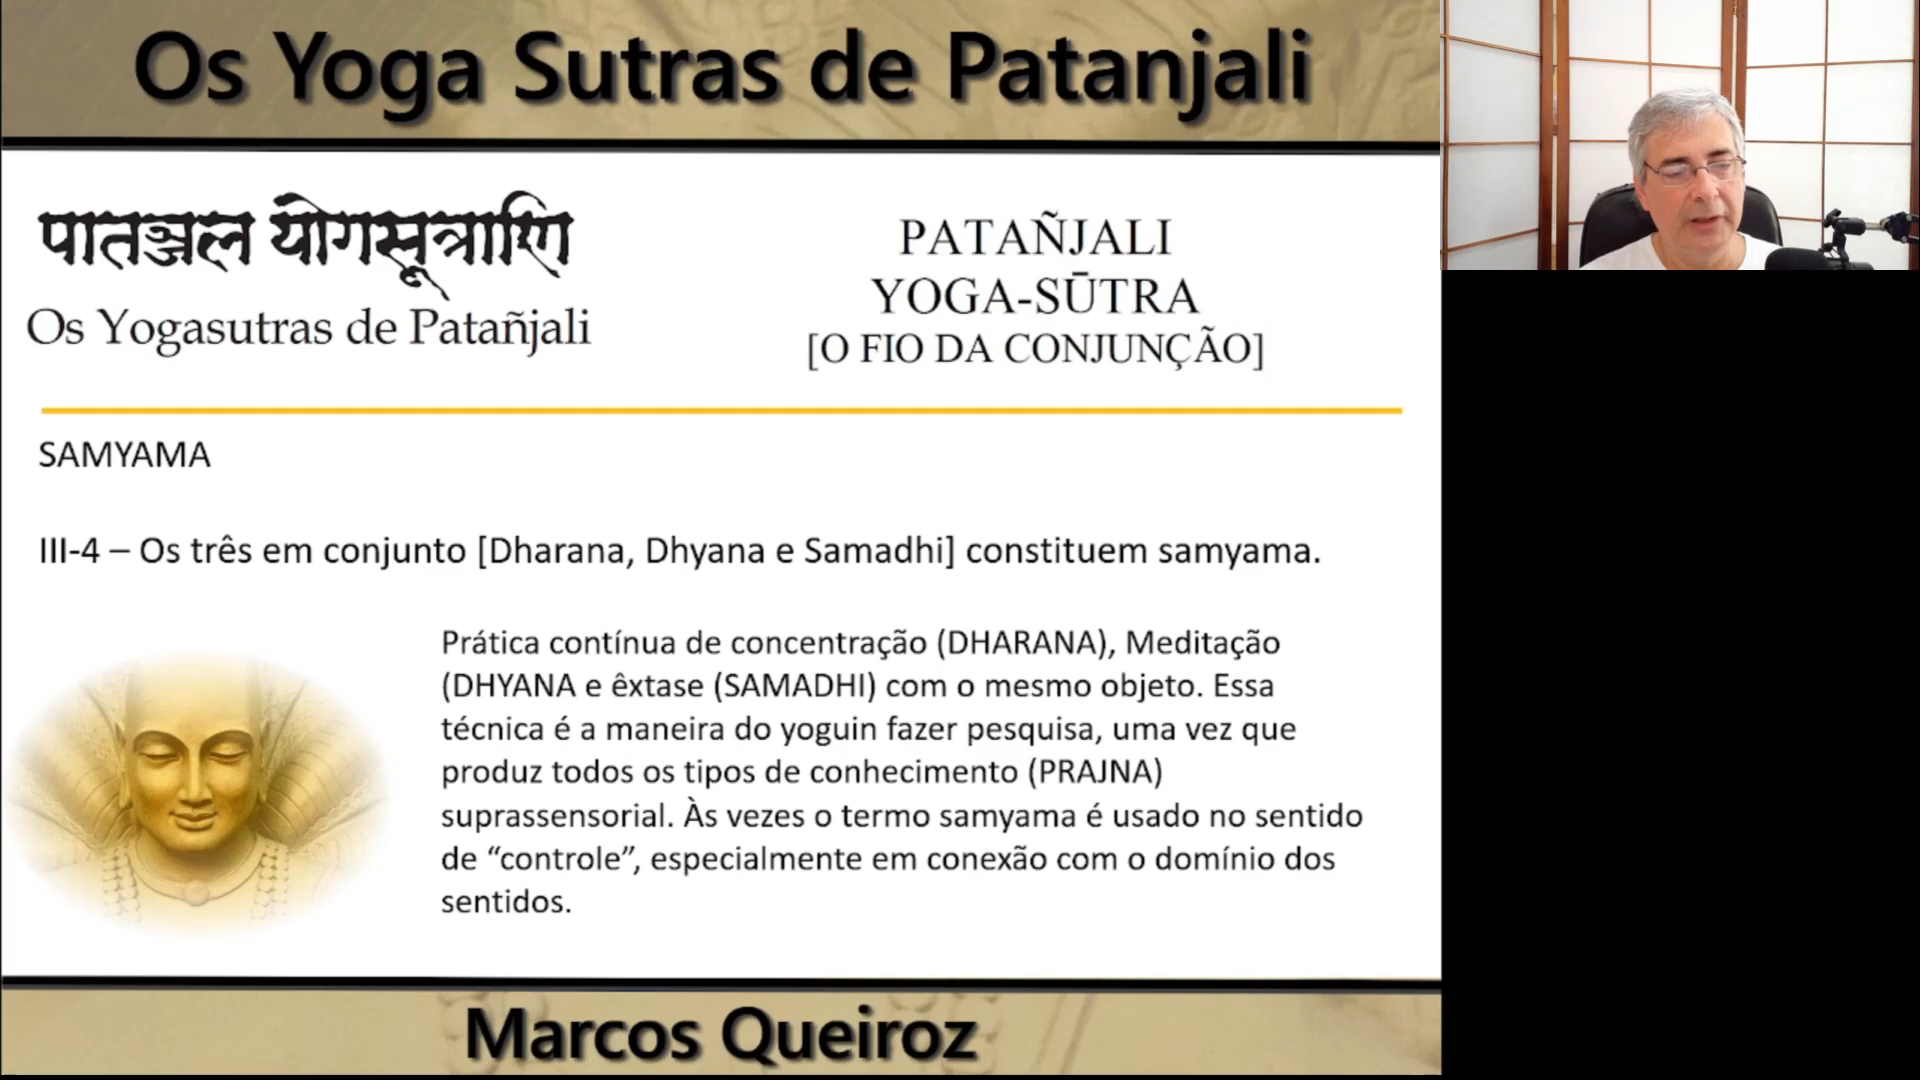 Os Yoga Sutras de Patanjali
पातञ्जल योगसूत्राणि
Os Yogasutras de Patañjali
PATAÑJALI
YOGA-SŪTRA
[O FIO DA CONJUNÇÃO]
SAMYAMA
III-4 – Os três em conjunto [Dharana, Dhyana e Samadhi] constituem samyama.
Prática contínua de concentração (DHARANA), Meditação
(DHYANA e êxtase (SAMADHI) com o mesmo objeto. Essa
técnica é a maneira do yoguin fazer pesquisa, uma vez que
produz todos os tipos de conhecimento (PRAJNA)
suprassensorial. Às vezes o termo samyama é usado no sentido
de “controle”, especialmente em conexão com o domínio dos
sentidos.
Marcos Queiroz